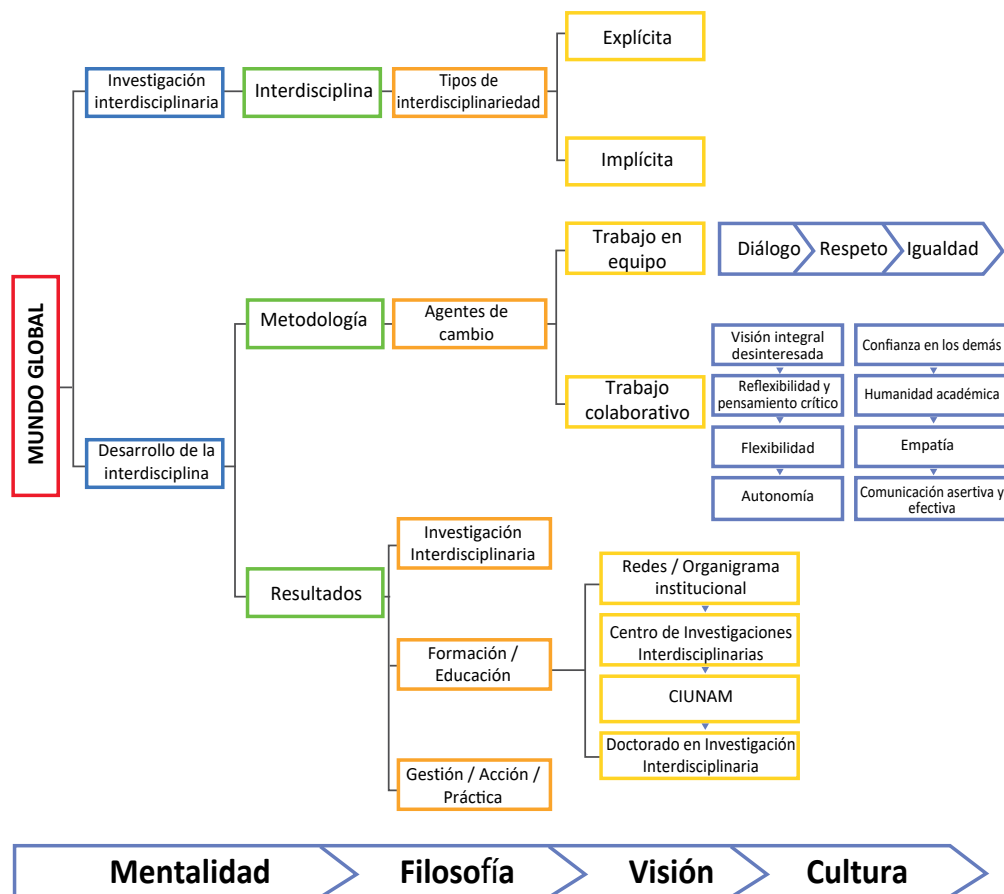 MUNDO GLOBAL
Investigación
interdisciplinaria
Interdisciplina
Tipos de
interdisciplinariedad
Explícita
Implícita
Desarrollo de la
interdisciplina
Metodología
Agentes de
cambio
Trabajo en
equipo
Diálogo
Respeto
Igualdad
Trabajo
colaborativo
Visión integral
desinteresada
Reflexibilidad y
pensamiento crítico
Flexibilidad
Autonomía
Confianza en los demás
Humanidad académica
Empatía
Comunicación asertiva y
efectiva
Resultados
Investigación
Interdisciplinaria
Formación /
Educación
Redes / Organigrama
institucional
Centro de Investigaciones
Interdisciplinarias
CIUNAM
Doctorado en Investigación
Interdisciplinaria
Gestión / Acción /
Práctica
Mentalidad
Filosofía
Visión
Cultura